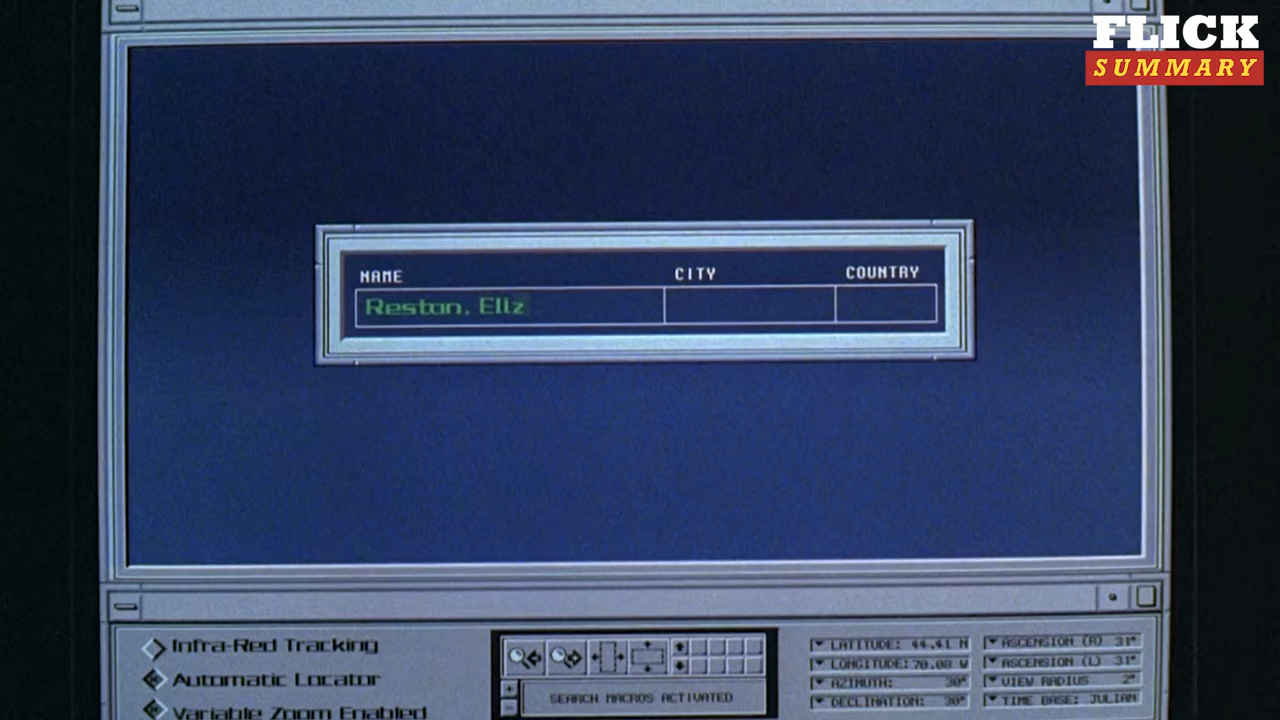 FLICK
SUMMARY
NAME CITY COUNTRY
Reston, Eliz
Infra-Red Tracking
Automatic Locator
Variable Zoom Enabled
SEARCH MACROS ACTIVATED
LATITUDE: 44.41 N
LONGITUDE: 70.08 W
AZIMUTH: 30°
DECLINATION: 30°
ASCENSION (R) 31°
ASCENSION (L) 31°
VIEW RADIUS 2°
TIME BASE: JULIAN